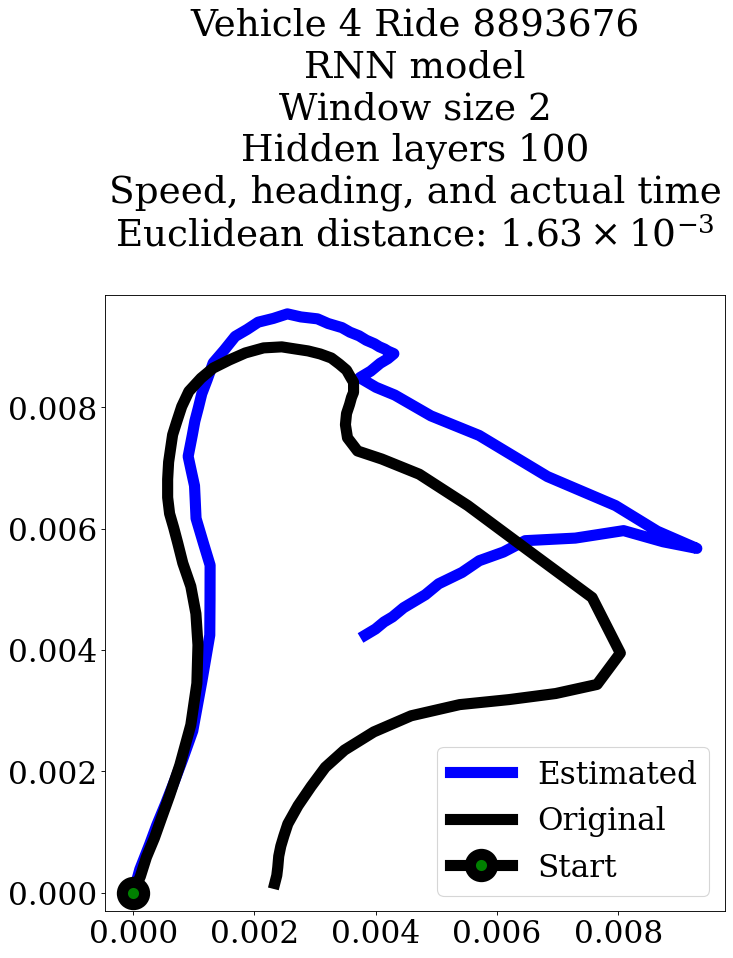 Vehicle 4 Ride 8893676
RNN model
Window size 2
Hidden layers 100
Speed, heading, and actual time
Euclidean distance: 1.63 × 10⁻³
0.008
0.006
0.004
0.002
0.000
Estimated
Original
Start
0.000 0.002 0.004 0.006 0.008